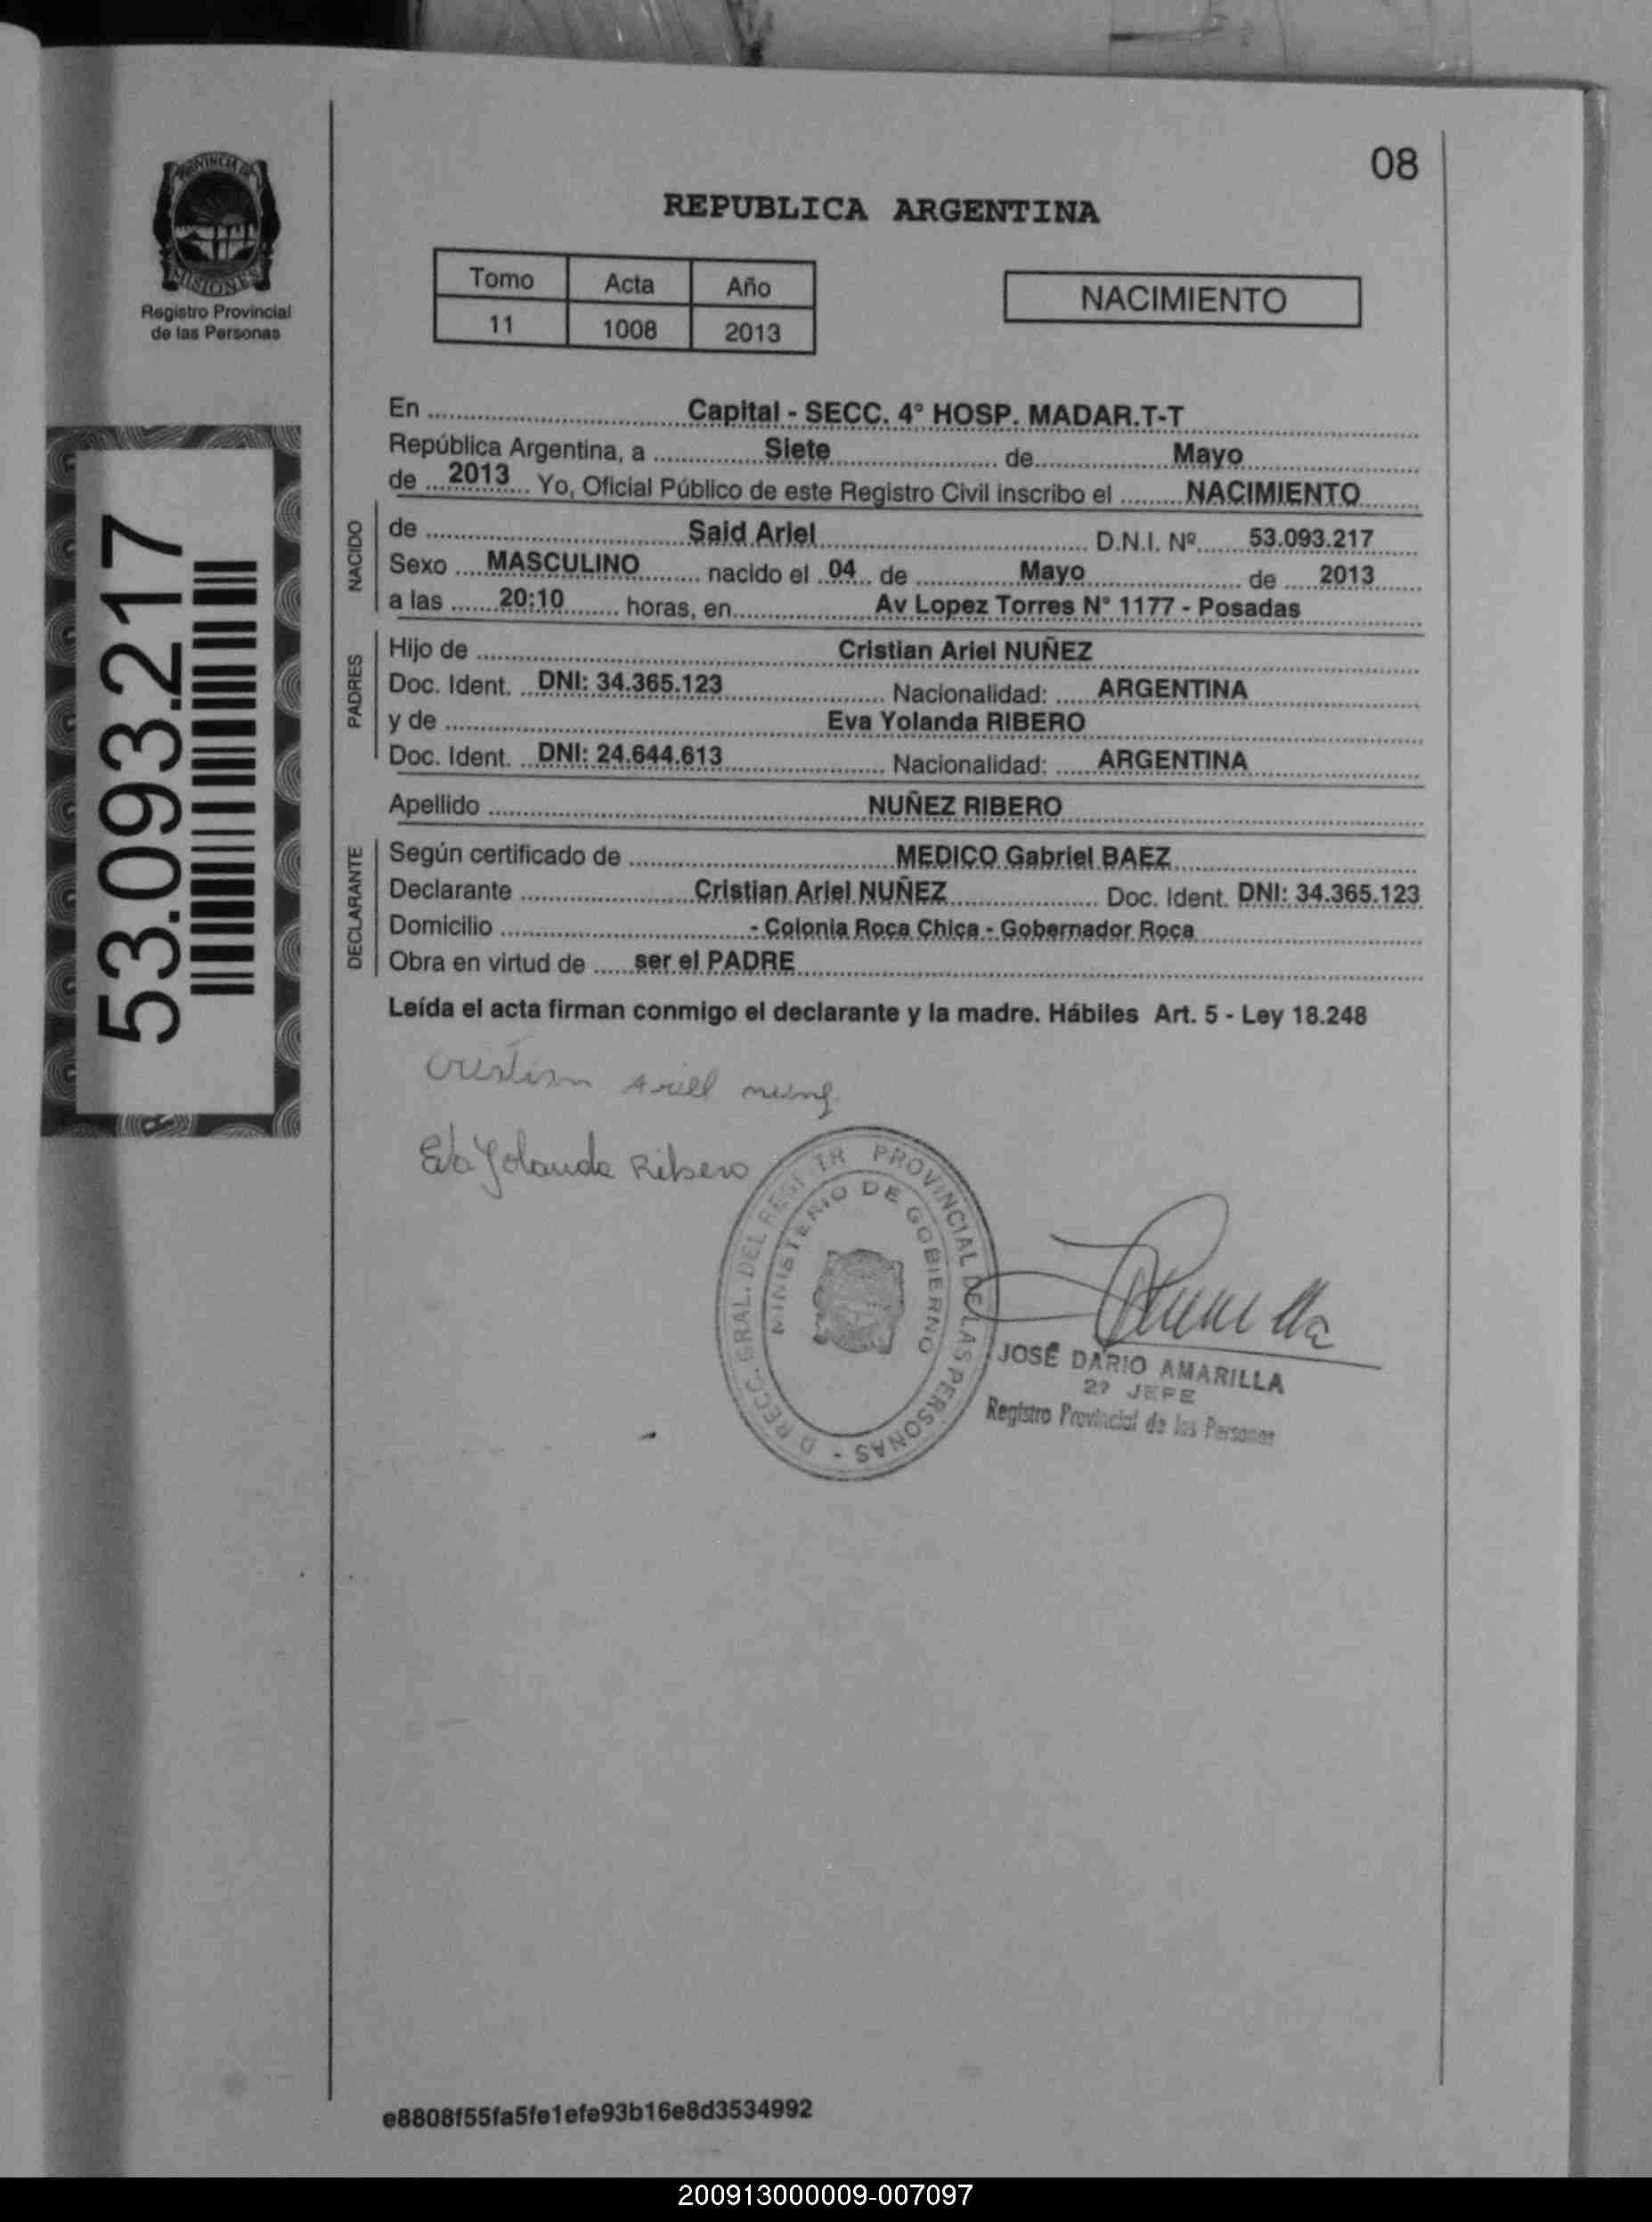 08
PROVINCIA DE
MISIONES
Registro Provincial
de las Personas
REPUBLICA ARGENTINA
Tomo Acta Año
11 1008 2013
NACIMIENTO
53.093.217
En Capital - SECC. 4° HOSP. MADAR.T-T
República Argentina, a Siete de Mayo
de 2013 Yo, Oficial Público de este Registro Civil inscribo el NACIMIENTO
NACIDO
de Said Ariel D.N.I. Nº 53.093.217
Sexo MASCULINO nacido el 04 de Mayo de 2013
a las 20:10 horas, en Av Lopez Torres N° 1177 - Posadas
PADRES
Hijo de Cristian Ariel NUÑEZ
Doc. Ident. DNI: 34.365.123 Nacionalidad: ARGENTINA
y de Eva Yolanda RIBERO
Doc. Ident. DNI: 24.644.613 Nacionalidad: ARGENTINA
Apellido NUÑEZ RIBERO
DECLARANTE
Según certificado de MEDICO Gabriel BAEZ
Declarante Cristian Ariel NUÑEZ Doc. Ident. DNI: 34.365.123
Domicilio - Colonia Roca Chica - Gobernador Roca
Obra en virtud de ser el PADRE
Leída el acta firman conmigo el declarante y la madre. Hábiles Art. 5 - Ley 18.248
Cristian Ariel
Eva Yolanda Ribero
GRAL. DEL REGISTR PROVINCIAL DE LAS PERSONAS -
MINISTERIO DE GOBIERNO
JOSÉ DARIO AMARILLA
2º JEFE
Registro Provincial de las Personas
e8808f55fa5fe1efe93b16e8d3534992
200913000009-007097